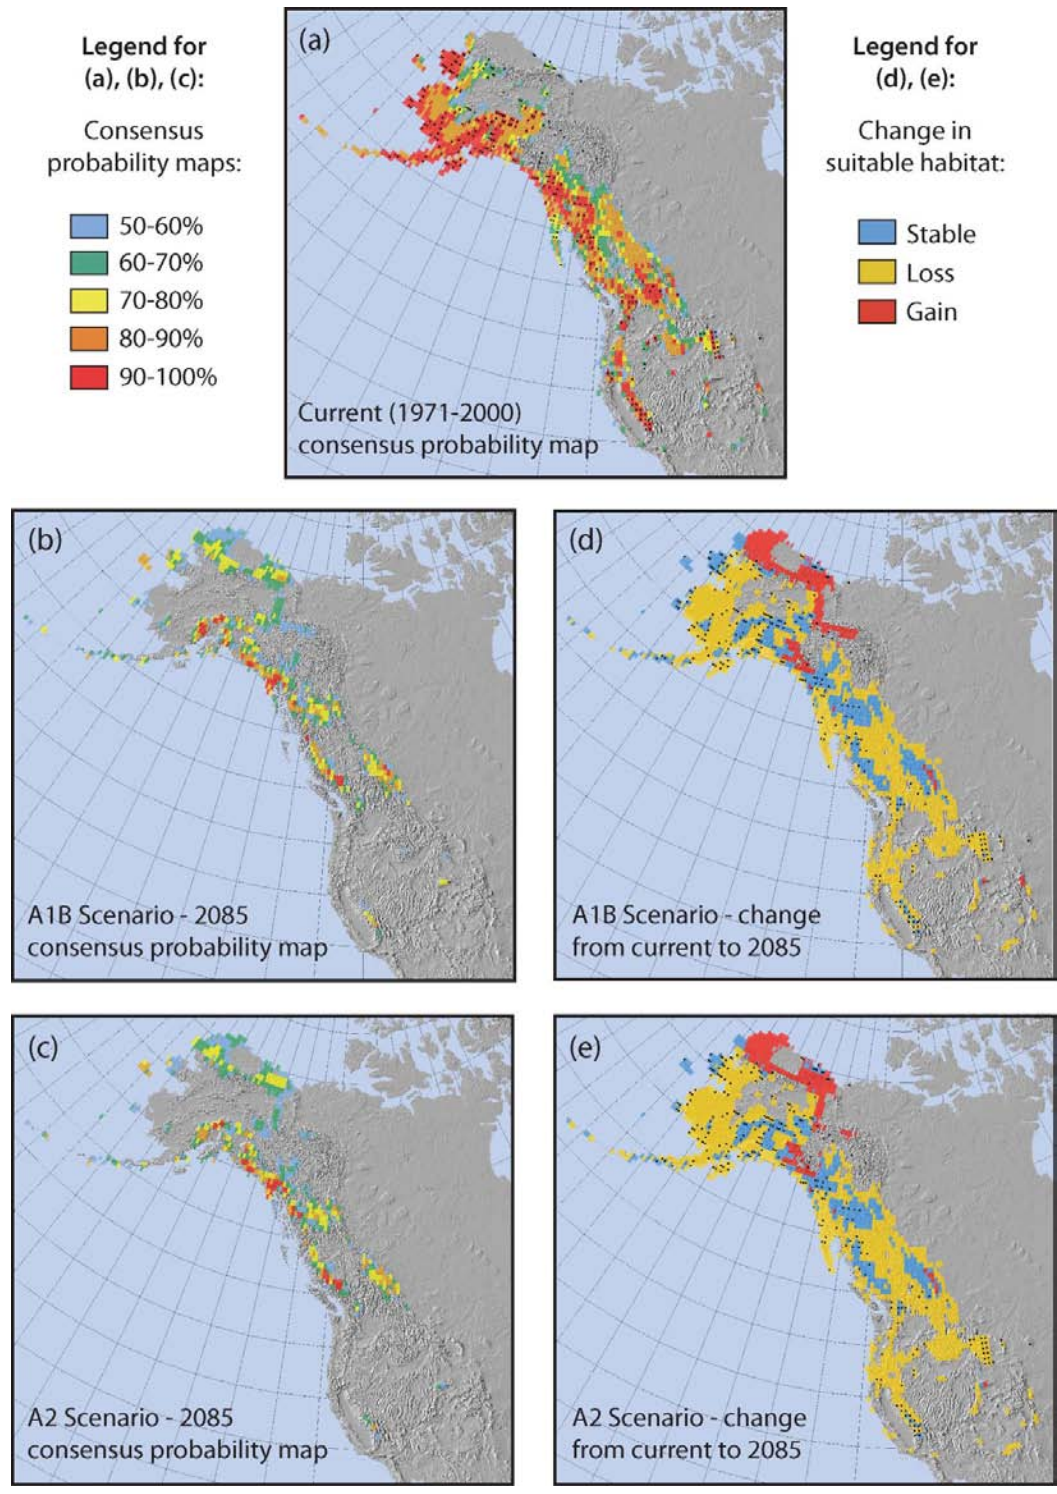 Legend for
(a), (b), (c):
Consensus
probability maps:
50-60%
60-70%
70-80%
80-90%
90-100%
(a)
Current (1971-2000)
consensus probability map
Legend for
(d), (e):
Change in
suitable habitat:
Stable
Loss
Gain
(b)
A1B Scenario - 2085
consensus probability map
(d)
A1B Scenario - change
from current to 2085
(c)
A2 Scenario - 2085
consensus probability map
(e)
A2 Scenario - change
from current to 2085